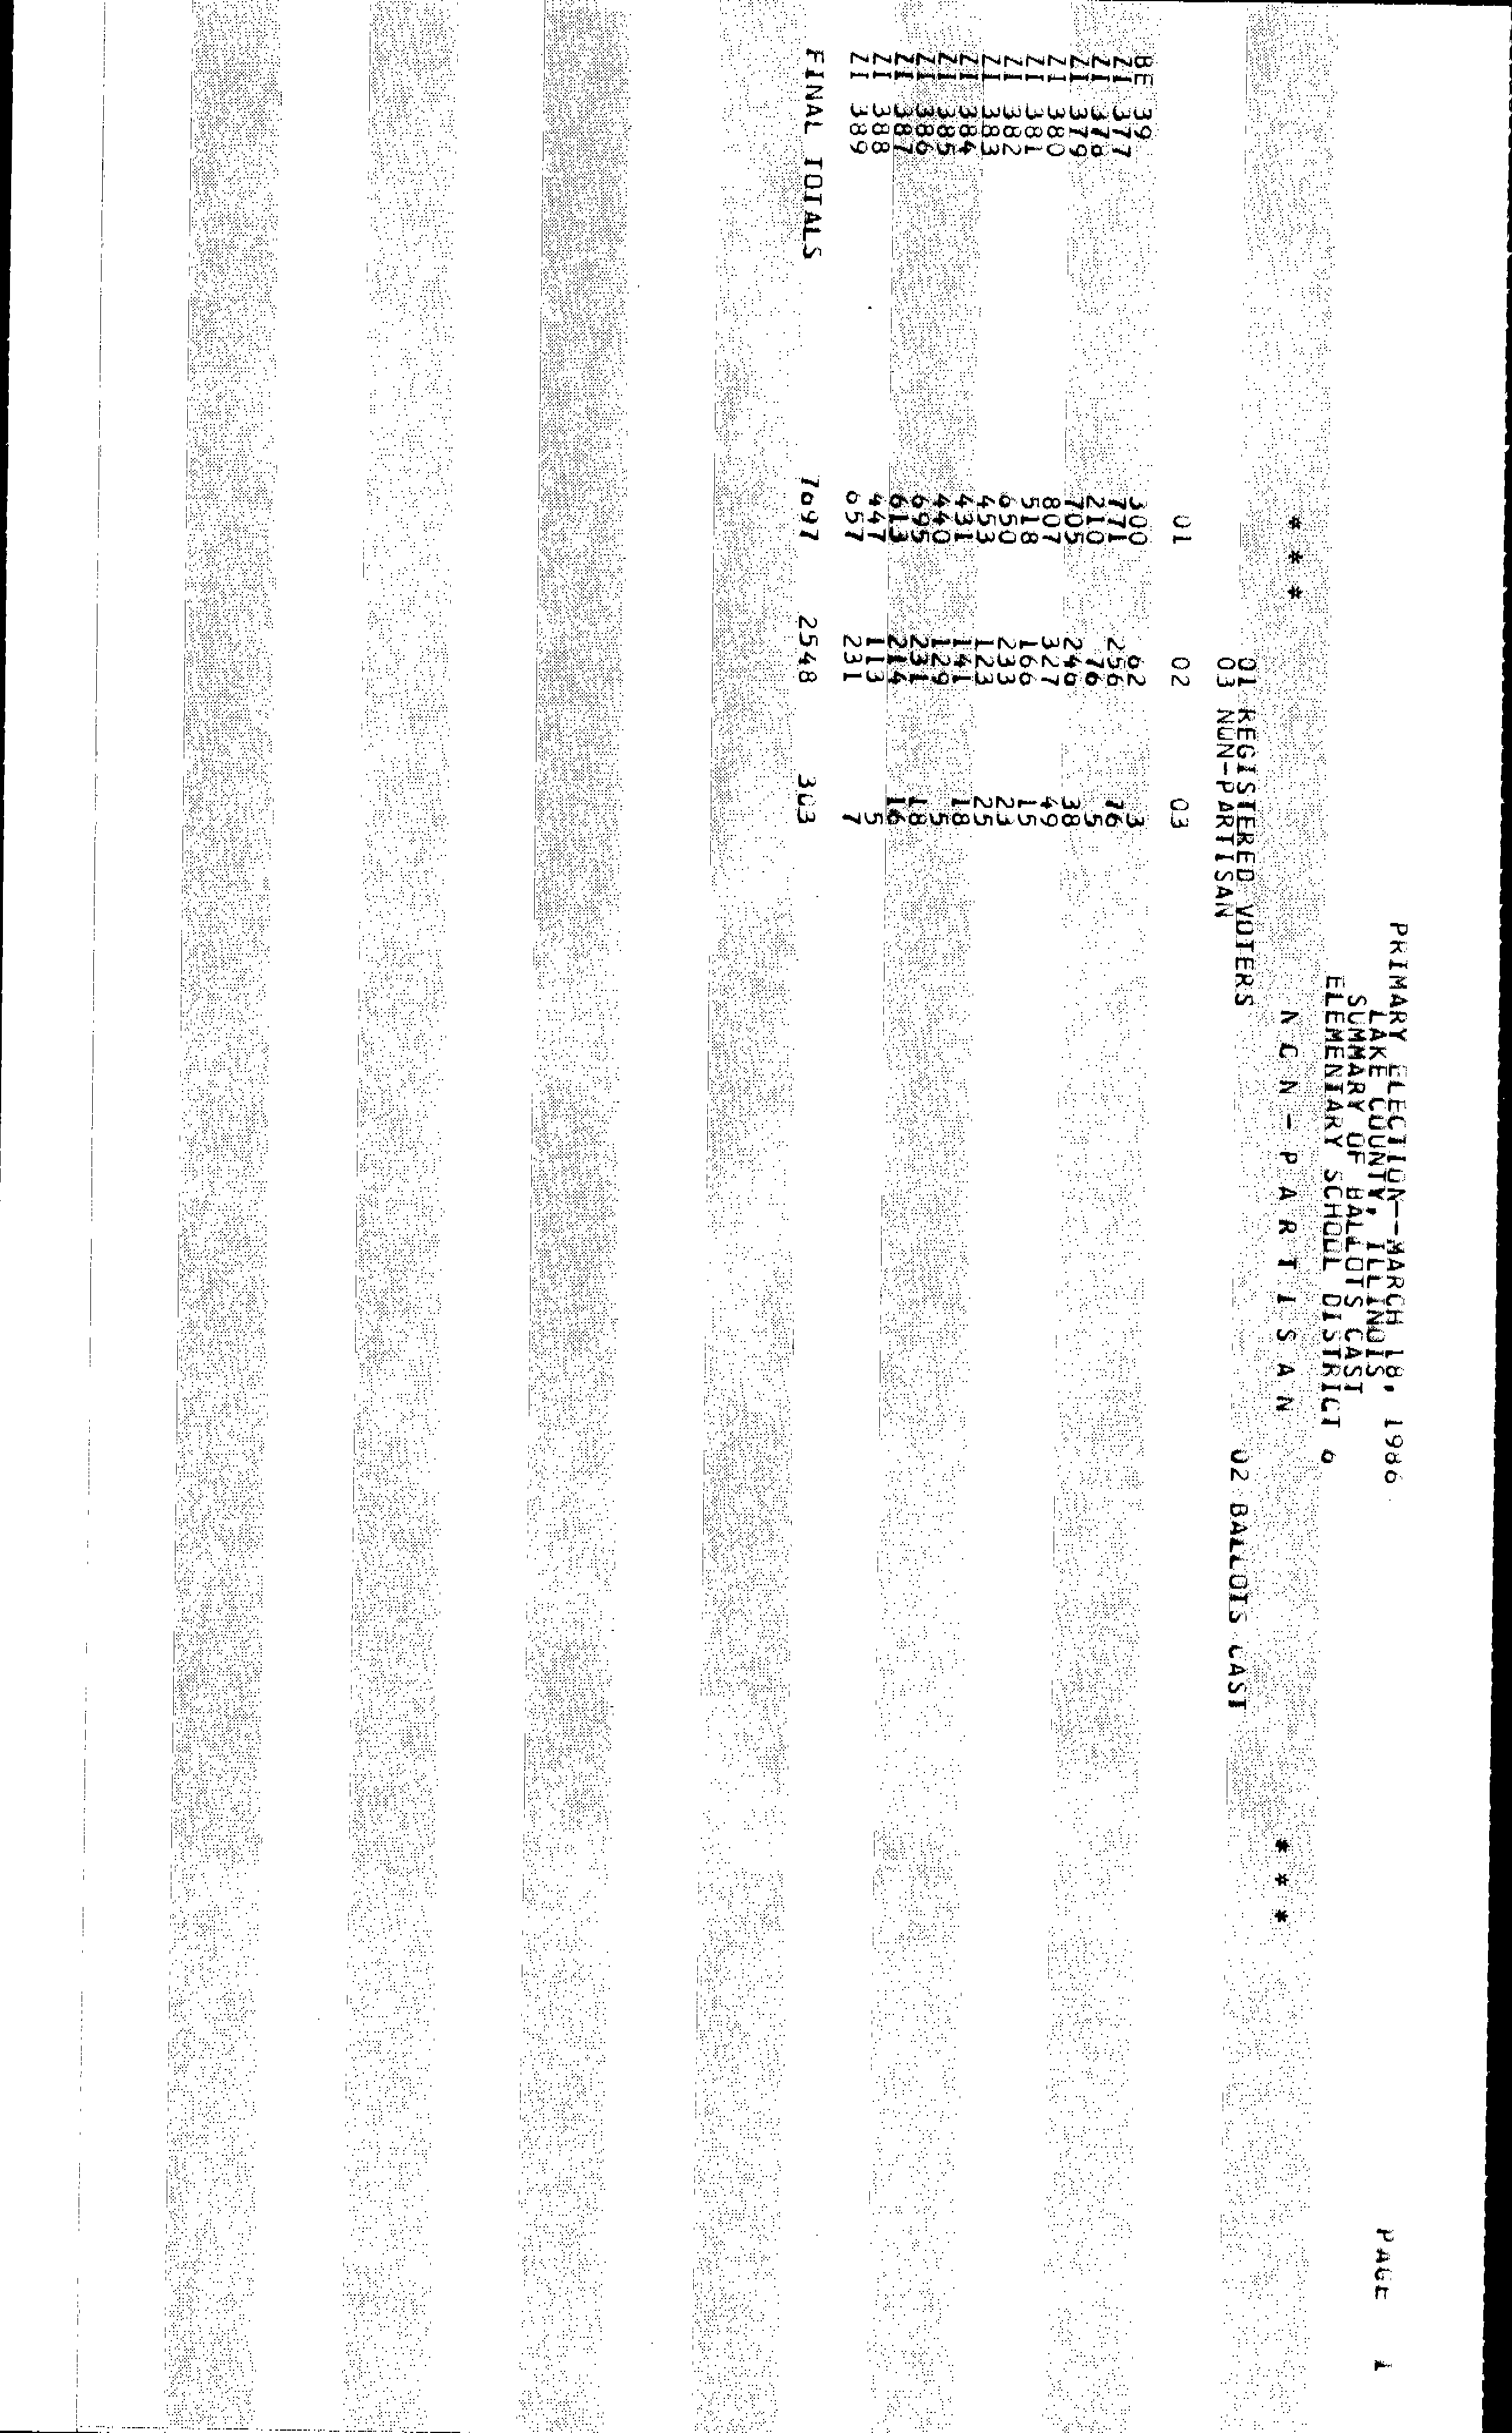 PRIMARY ELECTION--MARCH 18, 1986 PAGE 1
LAKE COUNTY, ILLINOIS
SUMMARY OF BALLOTS CAST
ELEMENTARY SCHOOL DISTRICT 6
* * * N O N - P A R T I S A N * * *
01 REGISTERED VOTERS 02 BALLOTS CAST
03 NON-PARTISAN
01 02 03
BE 39 300 62 3
ZI 377 771 256 76
ZI 378 210 76 5
ZI 379 705 246 38
ZI 380 807 327 49
ZI 381 518 166 15
ZI 382 650 233 23
ZI 383 453 123 25
ZI 384 431 141 18
ZI 385 440 129 5
ZI 386 695 231 18
ZI 387 613 214 16
ZI 388 447 113 5
ZI 389 657 231 7
FINAL TOTALS 7697 2548 303